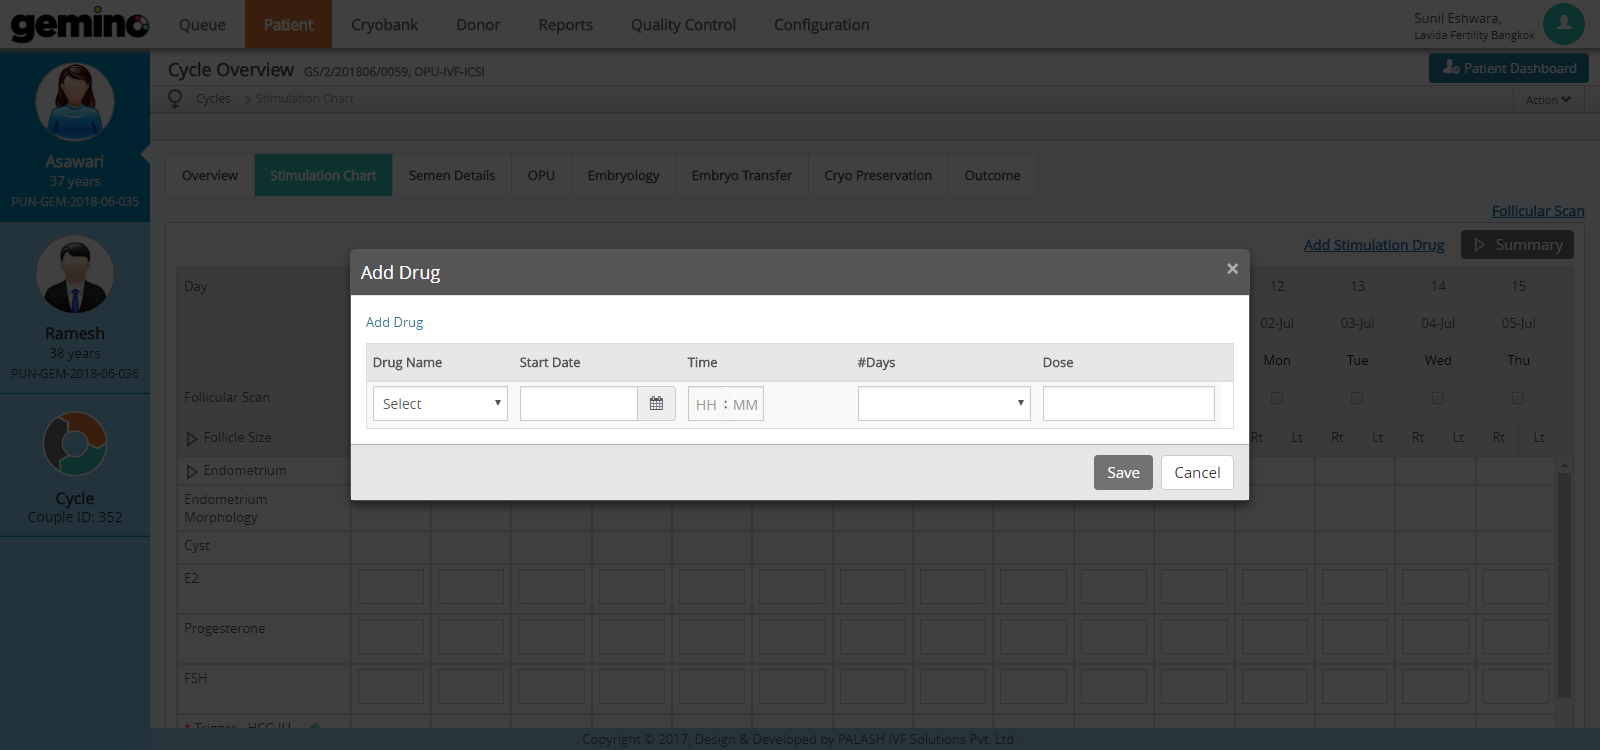 gemino Queue Patient Cryobank Donor Reports Quality Control Configuration
Sunil Eshwara,
Lavida Fertility Bangkok
Cycle Overview GS/2/201806/0059, OPU-IVF-ICSI
Patient Dashboard
Cycles > Stimulation Chart
Action
Asawari
37 years
PUN-GEM-2018-06-035
Ramesh
38 years
PUN-GEM-2018-06-036
Cycle
Couple ID: 352
Overview Stimulation Chart Semen Details OPU Embryology Embryo Transfer Cryo Preservation Outcome
Follicular Scan
Add Stimulation Drug Summary
Day 12 13 14 15
02-Jul 03-Jul 04-Jul 05-Jul
Mon Tue Wed Thu
Follicular Scan
Follicle Size Rt Lt Rt Lt Rt Lt Rt Lt
Endometrium
Endometrium
Morphology
Cyst
E2
Progesterone
FSH
* Trigger - HCG IU
Add Drug ×
Add Drug
Drug Name Start Date Time #Days Dose
Select HH : MM
Save Cancel
Copyright © 2017, Design & Developed by PALASH IVF Solutions Pvt. Ltd.